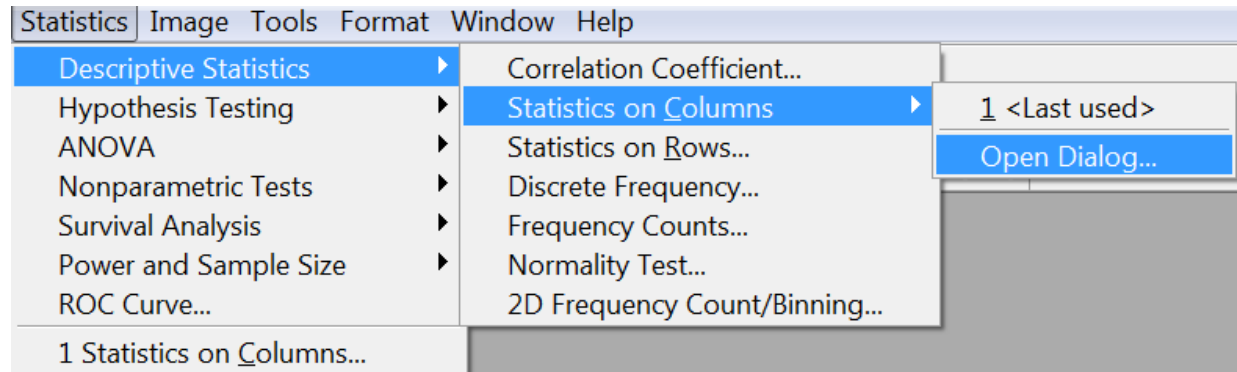 Statistics Image Tools Format Window Help
Descriptive Statistics
Hypothesis Testing
ANOVA
Nonparametric Tests
Survival Analysis
Power and Sample Size
ROC Curve...
1 Statistics on Columns...
Correlation Coefficient...
Statistics on Columns
Statistics on Rows...
Discrete Frequency...
Frequency Counts...
Normality Test...
2D Frequency Count/Binning...
1 <Last used>
Open Dialog...